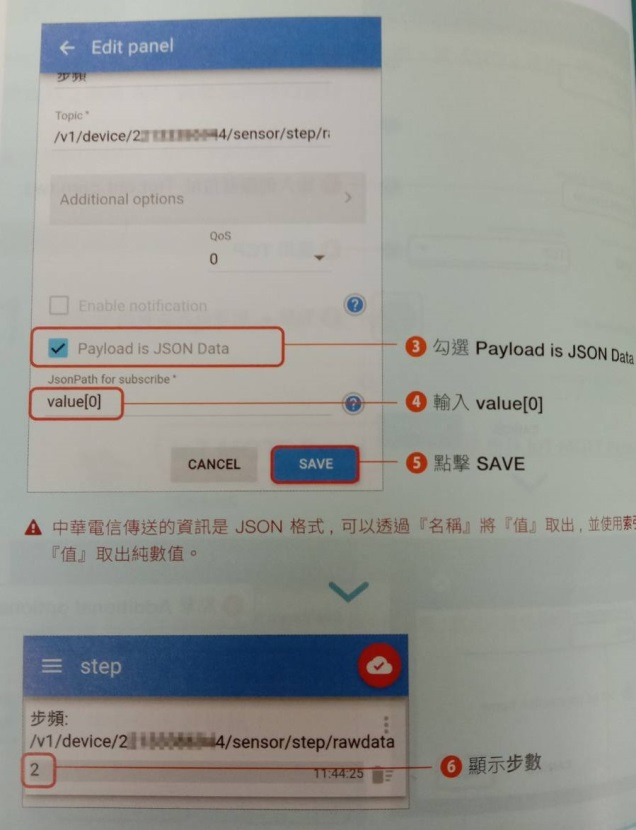 ← Edit panel
步頻
Topic *
/v1/device/2 4/sensor/step/r
Additional options >
QoS
0
Enable notification
Payload is JSON Data
③ 勾選 Payload is JSON Data
JsonPath for subscribe *
value[0]
④ 輸入 value[0]
CANCEL SAVE
⑤ 點擊 SAVE
中華電信傳送的資訊是 JSON 格式，可以透過『名稱』將『值』取出，並使用索引
『值』取出純數值。
step
步頻:
/v1/device/2 4/sensor/step/rawdata
2
11:44:25
⑥ 顯示步數